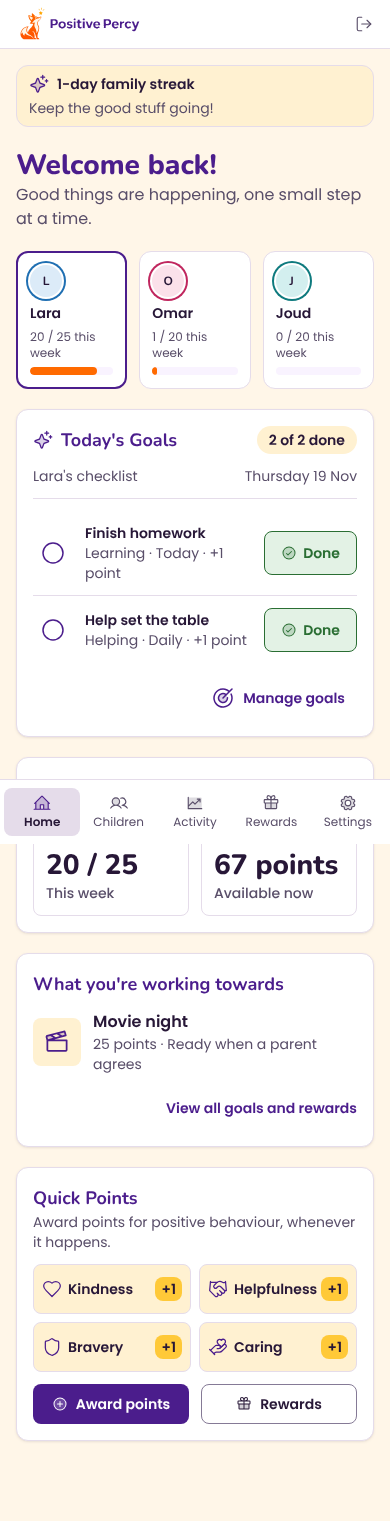 Positive Percy
1-day family streak
Keep the good stuff going!
Welcome back!
Good things are happening, one small step
at a time.
L
Lara
20 / 25 this
week
O
Omar
1 / 20 this
week
J
Joud
0 / 20 this
week
Today's Goals
2 of 2 done
Lara's checklist
Thursday 19 Nov
Finish homework
Learning · Today · +1
point
Done
Help set the table
Helping · Daily · +1 point
Done
Manage goals
Home
Children
Activity
Rewards
Settings
20 / 25
This week
67 points
Available now
What you're working towards
Movie night
25 points · Ready when a parent
agrees
View all goals and rewards
Quick Points
Award points for positive behaviour, whenever
it happens.
Kindness +1
Helpfulness +1
Bravery +1
Caring +1
Award points
Rewards